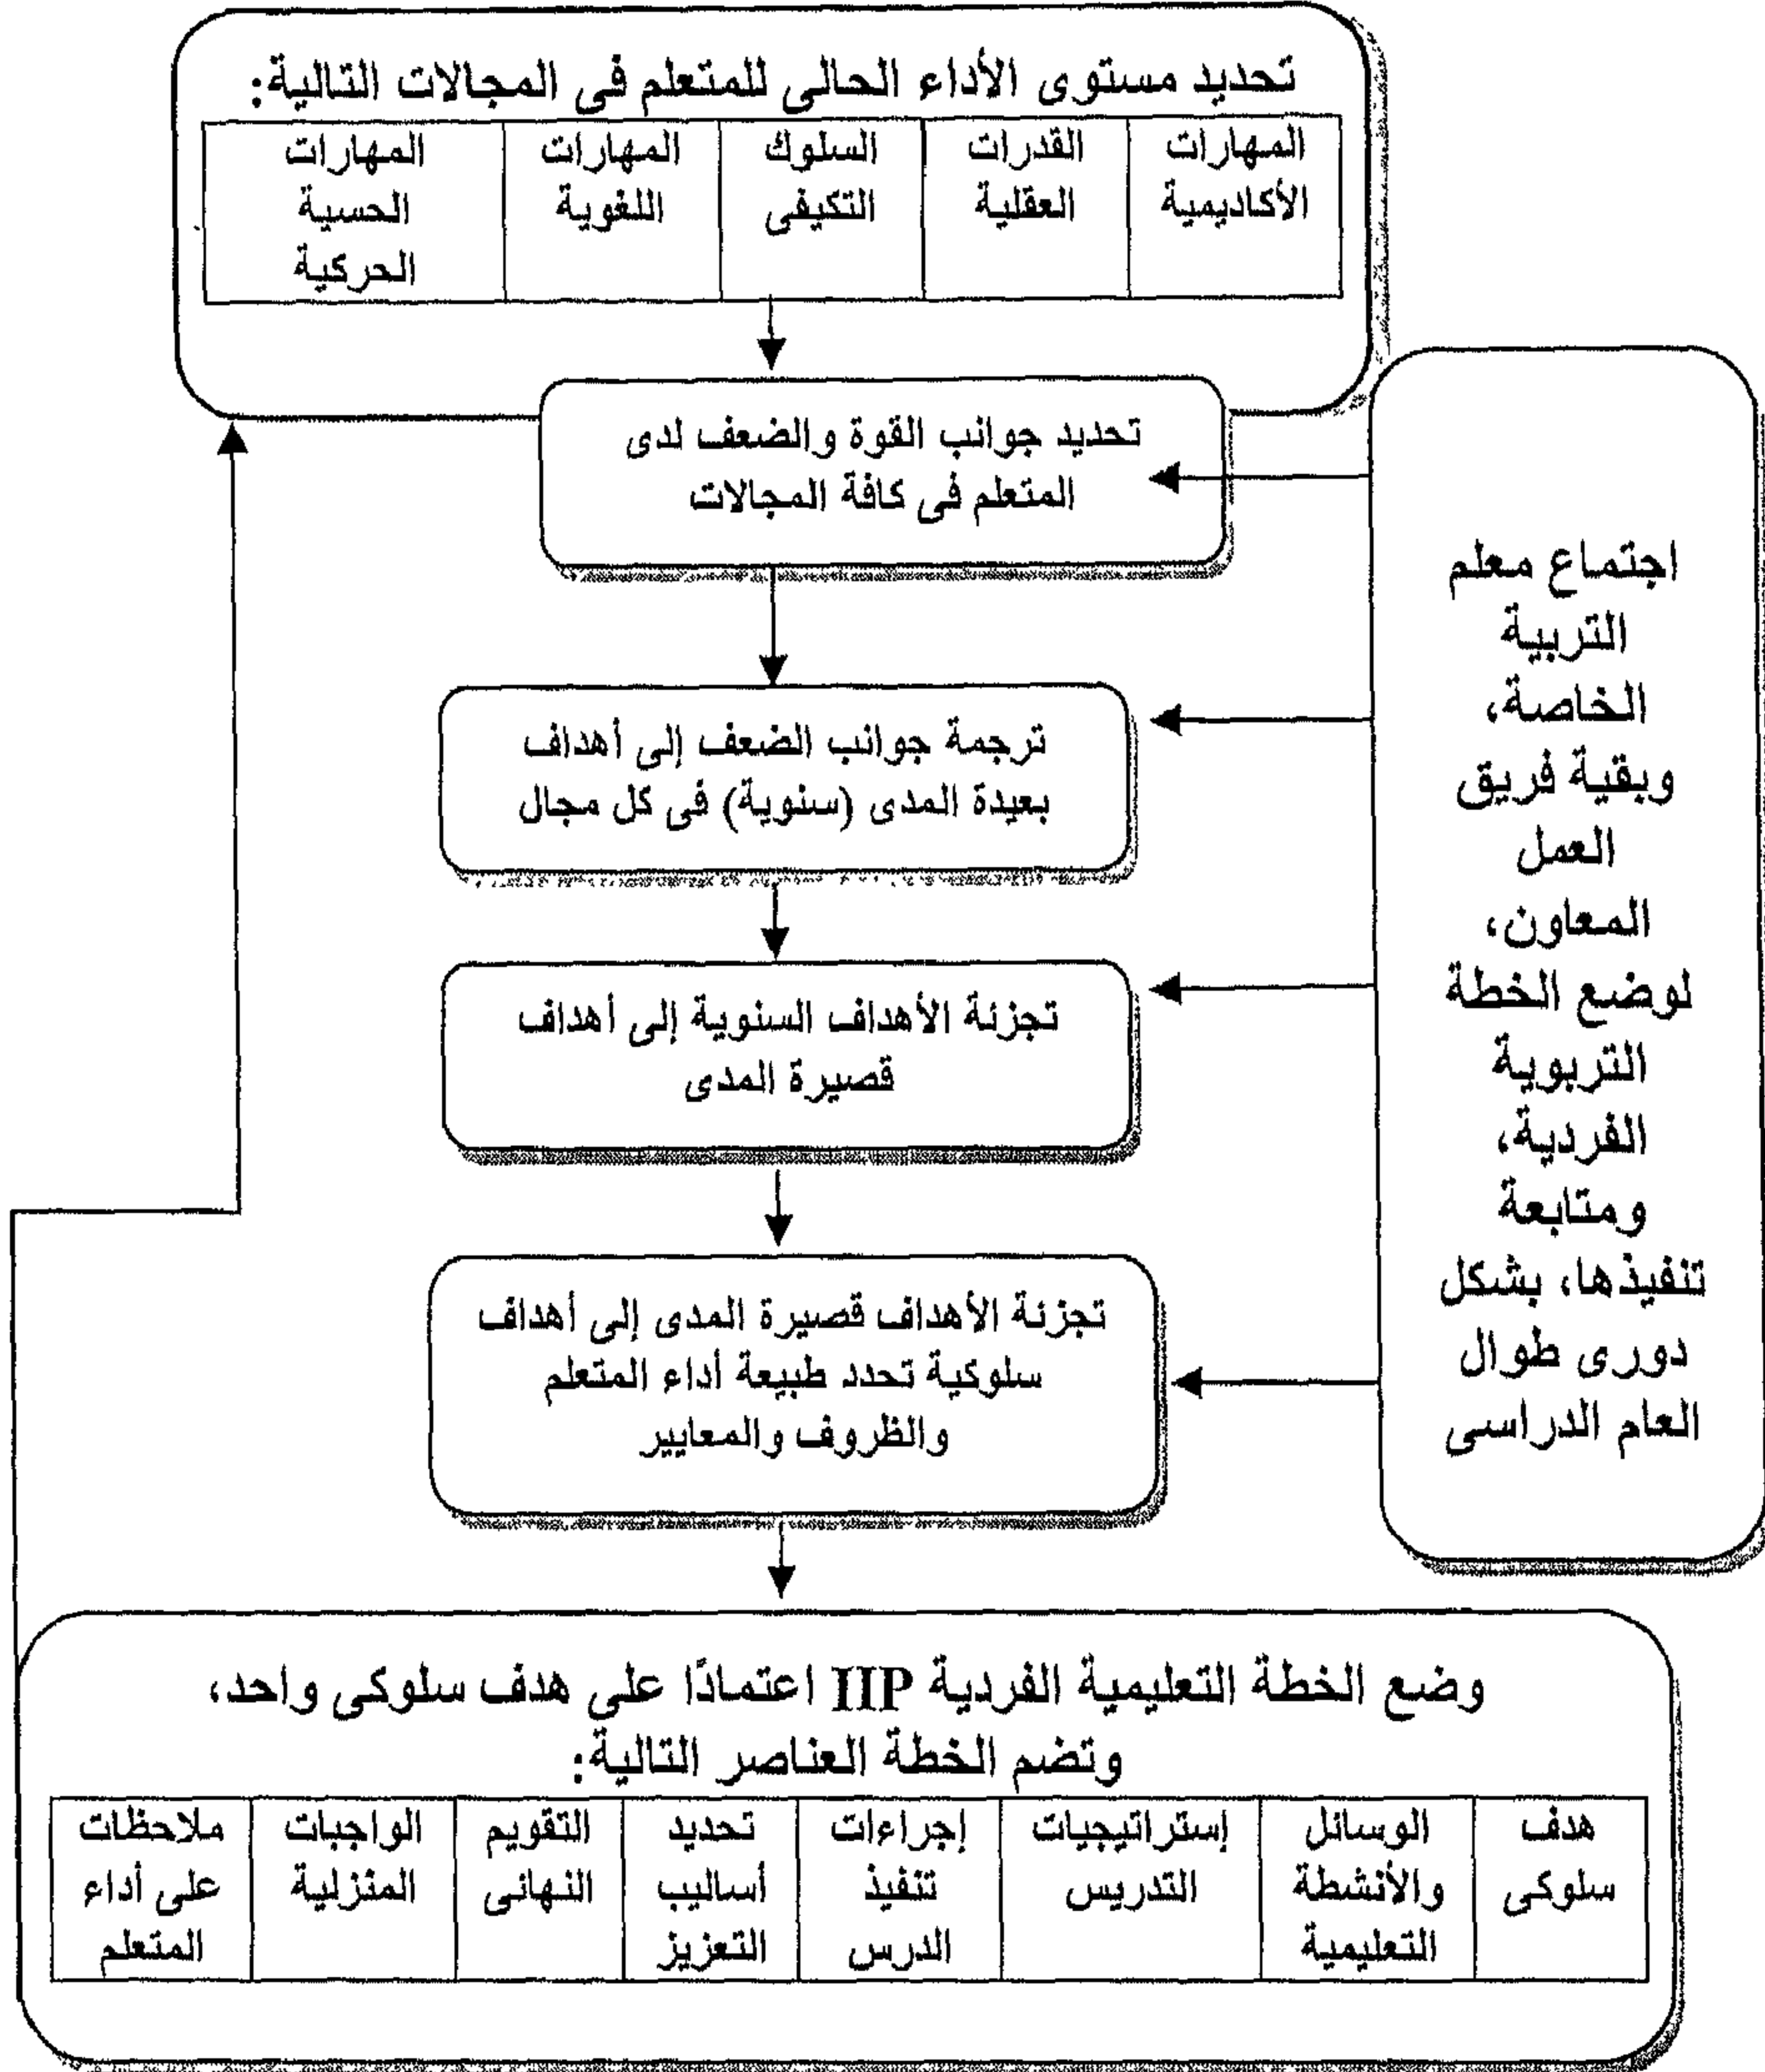 تحديد مستوى الأداء الحالى للمتعلم فى المجالات التالية:
المهارات
الأكاديمية
القدرات
العقلية
السلوك
التكيفى
المهارات
اللغوية
المهارات
الحسية
الحركية
تحديد جوانب القوة والضعف لدى
المتعلم فى كافة المجالات
ترجمة جوانب الضعف إلى أهداف
بعيدة المدى (سنوية) فى كل مجال
تجزئة الأهداف السنوية إلى أهداف
قصيرة المدى
تجزئة الأهداف قصيرة المدى إلى أهداف
سلوكية تحدد طبيعة أداء المتعلم
والظروف والمعايير
اجتماع معلم
التربية
الخاصة،
وبقية فريق
العمل
المعاون،
لوضع الخطة
التربوية
الفردية،
ومتابعة
تنفيذها، بشكل
دورى طوال
العام الدراسى
وضع الخطة التعليمية الفردية IIP اعتمادًا على هدف سلوكى واحد،
وتضم الخطة العناصر التالية:
هدف
سلوكى
الوسائل
والأنشطة
التعليمية
إستراتيجيات
التدريس
إجراءات
تنفيذ
الدرس
تحديد
أساليب
التعزيز
التقويم
النهائى
الواجبات
المنزلية
ملاحظات
على أداء
المتعلم